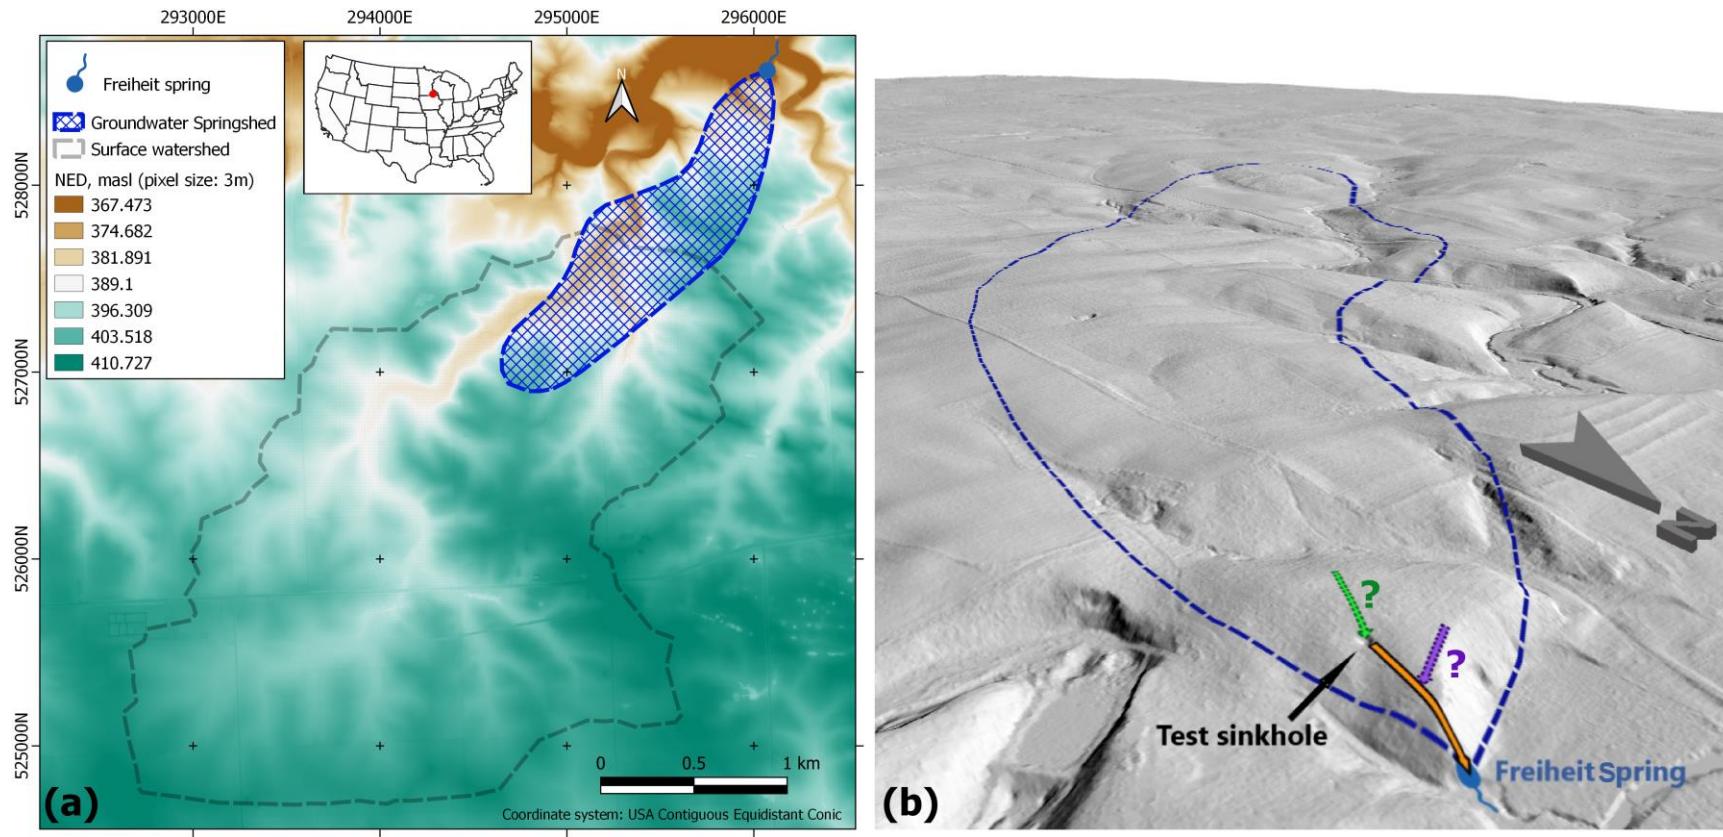 293000E
294000E
295000E
296000E
Freiheit spring
Groundwater Springshed
Surface watershed
NED, masl (pixel size: 3m)
367.473
374.682
381.891
389.1
396.309
403.518
410.727
N
528000N
527000N
526000N
525000N
0
0.5
1 km
Coordinate system: USA Contiguous Equidistant Conic
(a)
N
?
?
Test sinkhole
Freiheit Spring
(b)